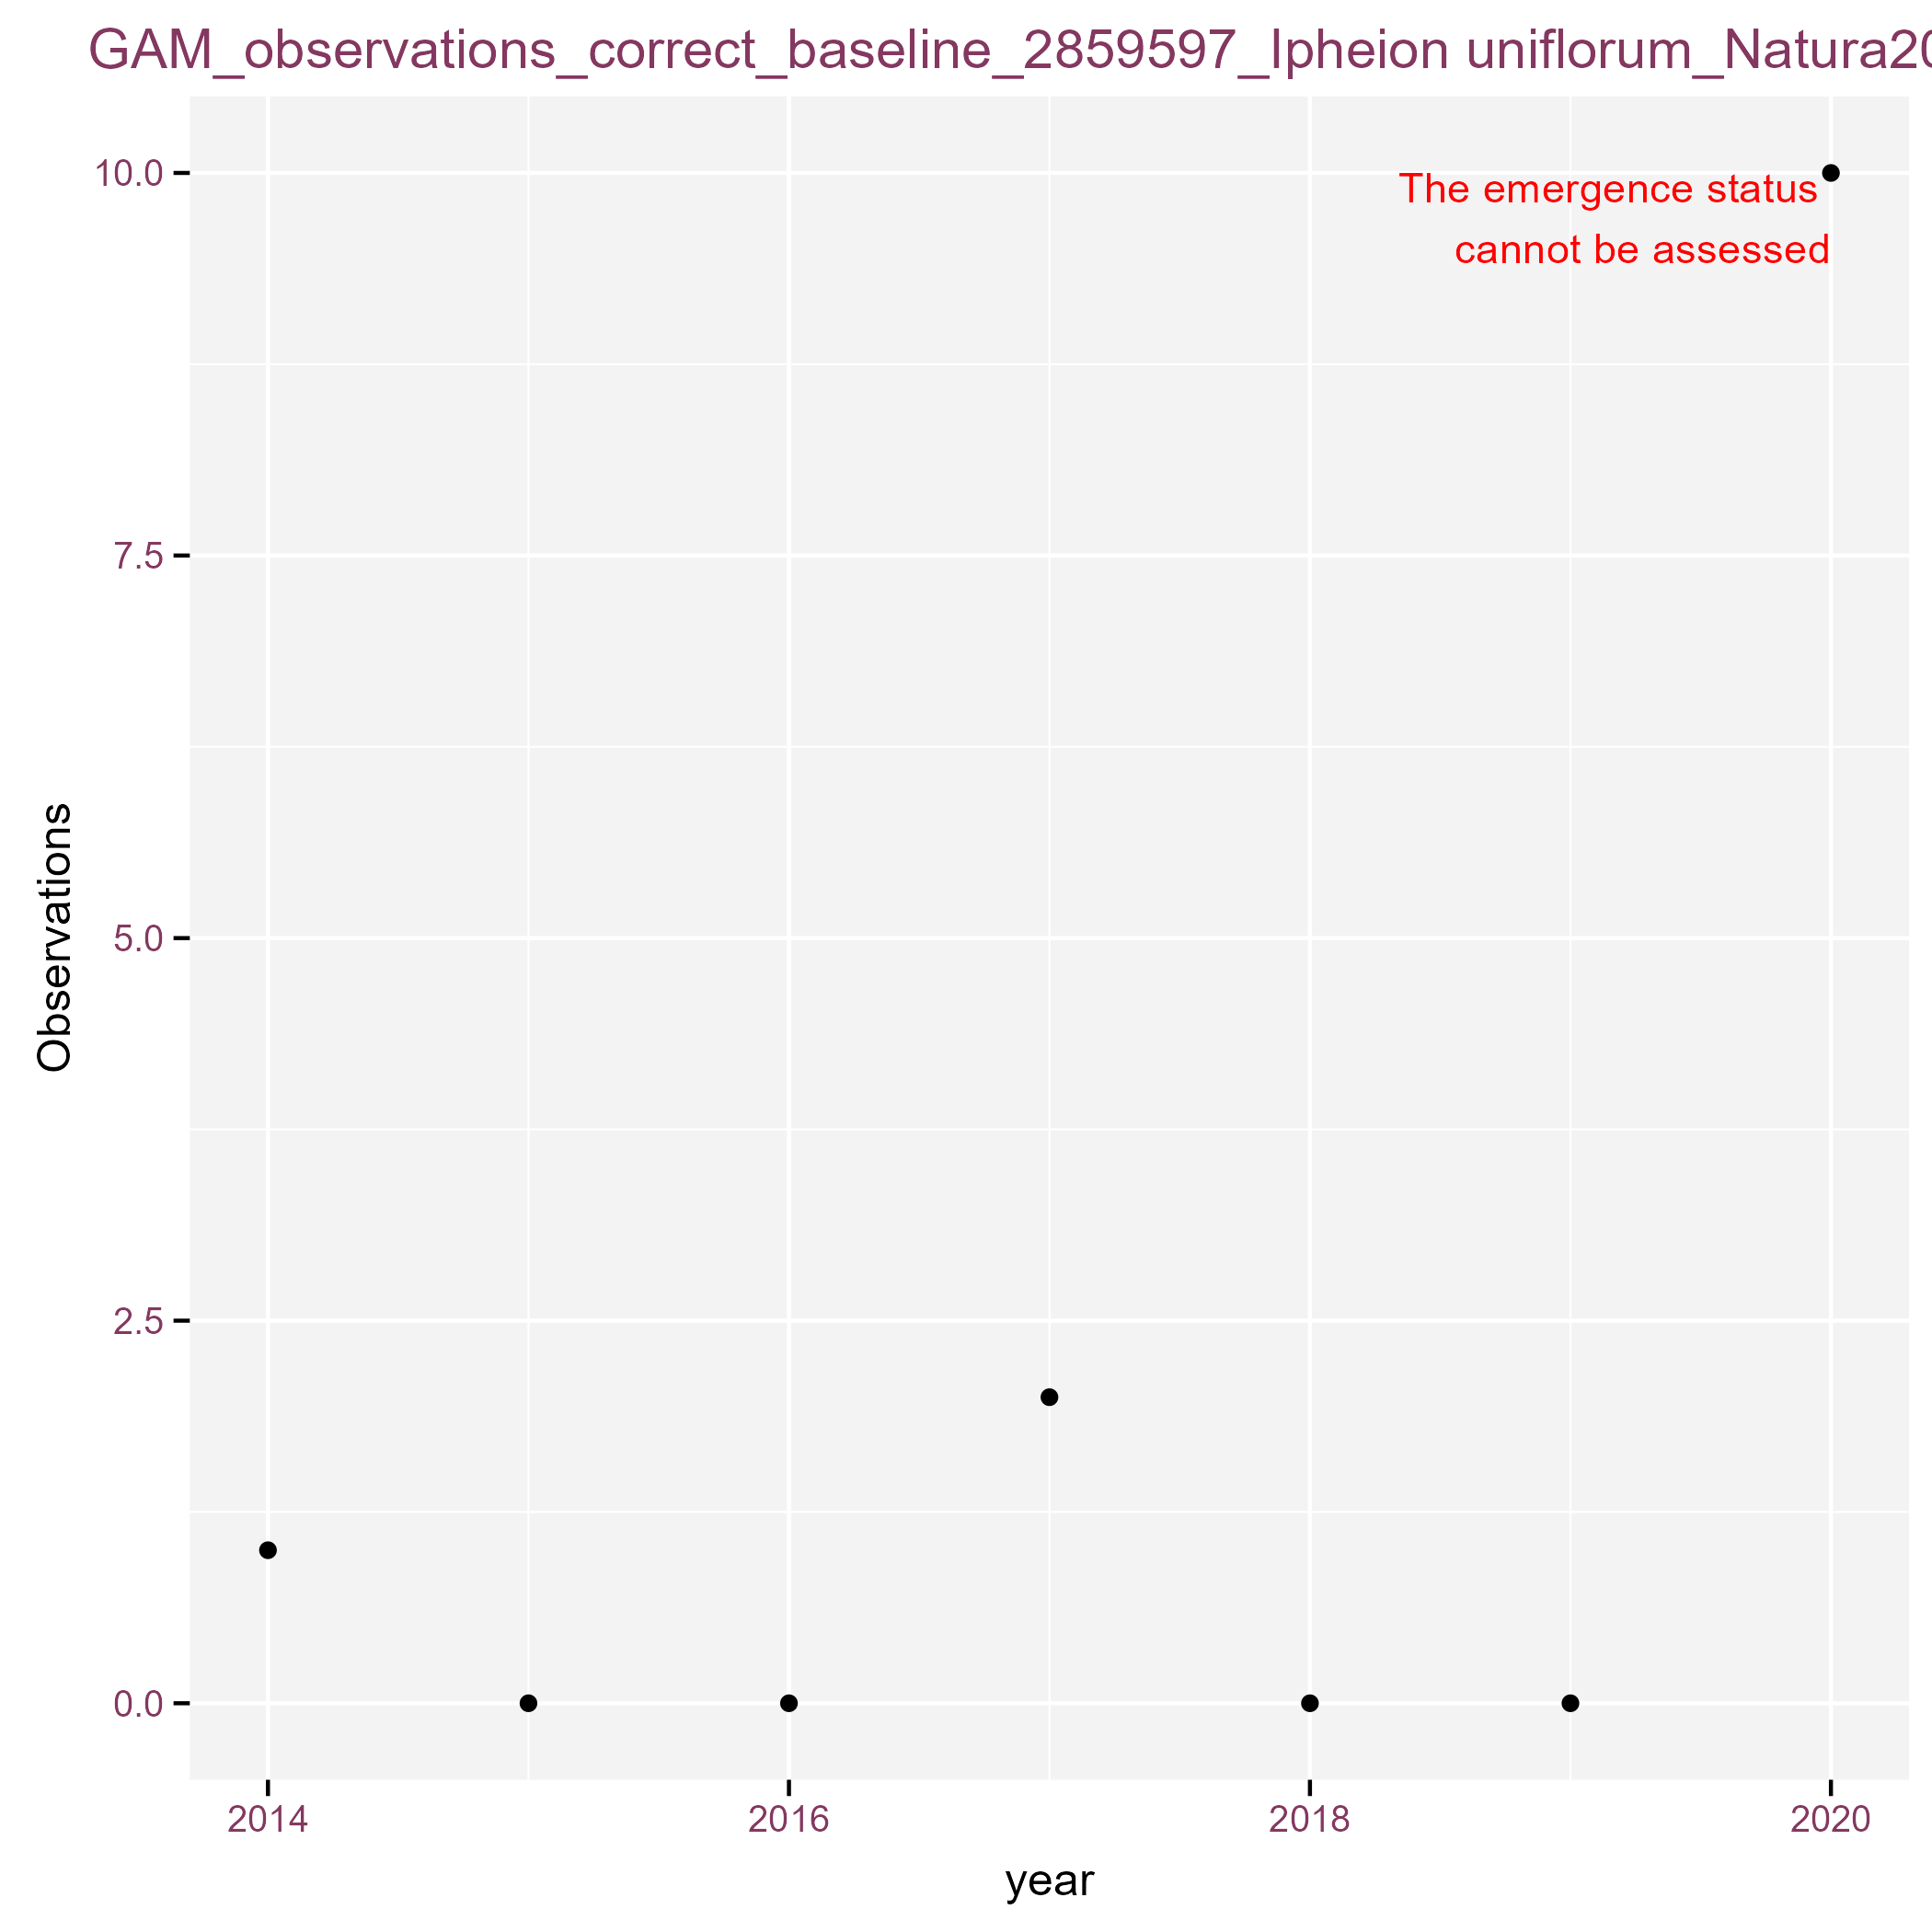 GAM_observations_correct_baseline_2859597_Ipheion uniflorum_Natura20
10.0
The emergence status
cannot be assessed
7.5
5.0
2.5
0.0
Observations
2014 2016 2018 2020
year